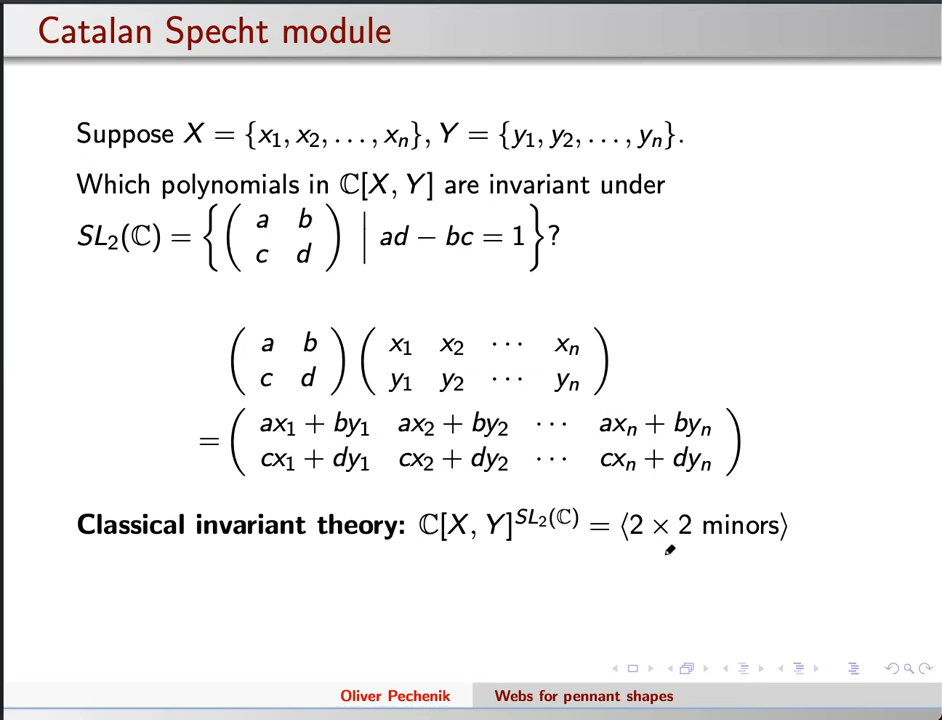 Catalan Specht module
Suppose X = {x₁, x₂, . . . , xₙ}, Y = {y₁, y₂, . . . , yₙ}.
Which polynomials in ℂ[X, Y] are invariant under
SL₂(ℂ) = { ( a b ; c d ) | ad − bc = 1 }?
( a b ; c d ) ( x₁ x₂ ⋯ xₙ ; y₁ y₂ ⋯ yₙ )
= ( ax₁ + by₁ ax₂ + by₂ ⋯ axₙ + byₙ ; cx₁ + dy₁ cx₂ + dy₂ ⋯ cxₙ + dyₙ )
Classical invariant theory: ℂ[X, Y]^{SL₂(ℂ)} = ⟨2 × 2 minors⟩
Oliver Pechenik Webs for pennant shapes